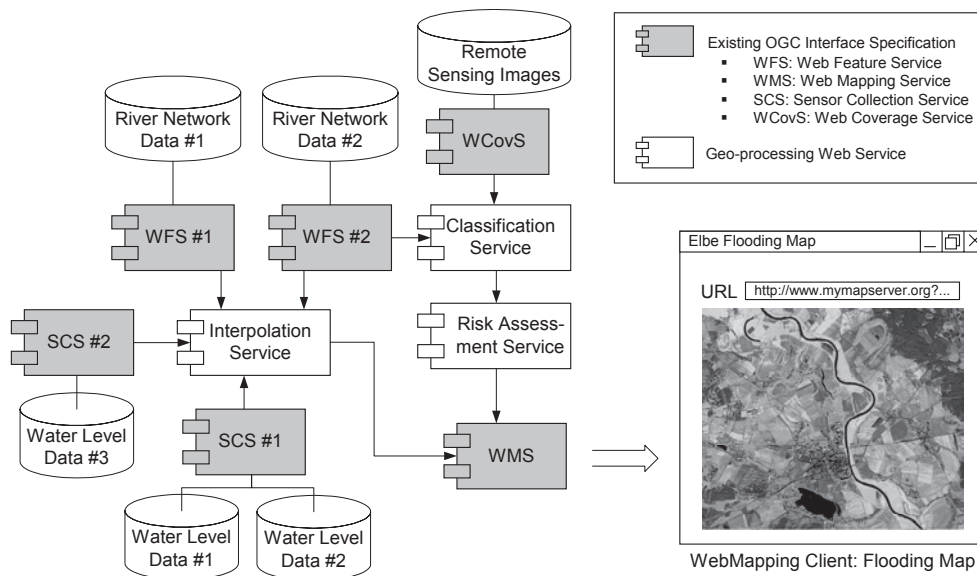 Remote
Sensing Images
River Network
Data #1
River Network
Data #2
WCovS
WFS #1
WFS #2
Classification
Service
SCS #2
Interpolation
Service
Risk Assess-
ment Service
Water Level
Data #3
SCS #1
WMS
Water Level
Data #1
Water Level
Data #2
Existing OGC Interface Specification
▪ WFS: Web Feature Service
▪ WMS: Web Mapping Service
▪ SCS: Sensor Collection Service
▪ WCovS: Web Coverage Service
Geo-processing Web Service
Elbe Flooding Map
URL http://www.mymapserver.org?...
WebMapping Client: Flooding Map